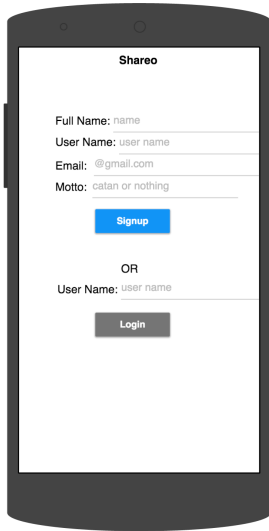 Shareo
Full Name: name
User Name: user name
Email: @gmail.com
Motto: catan or nothing
Signup
OR
User Name: user name
Login